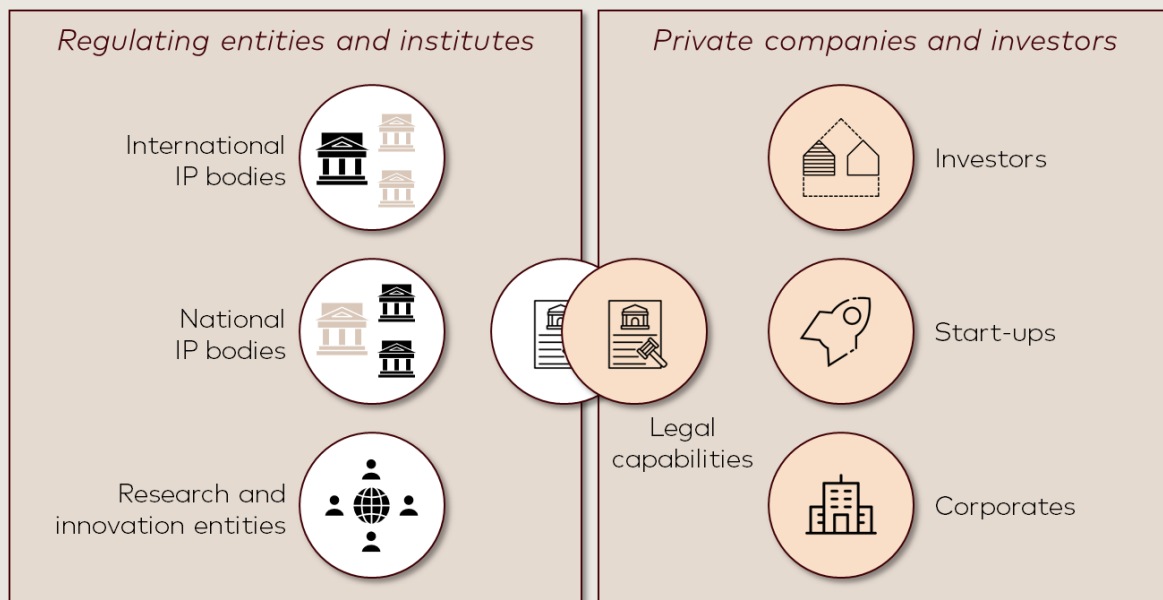 Regulating entities and institutes
International
IP bodies
National
IP bodies
Research and
innovation entities
Private companies and investors
Investors
Start-ups
Legal
capabilities
Corporates